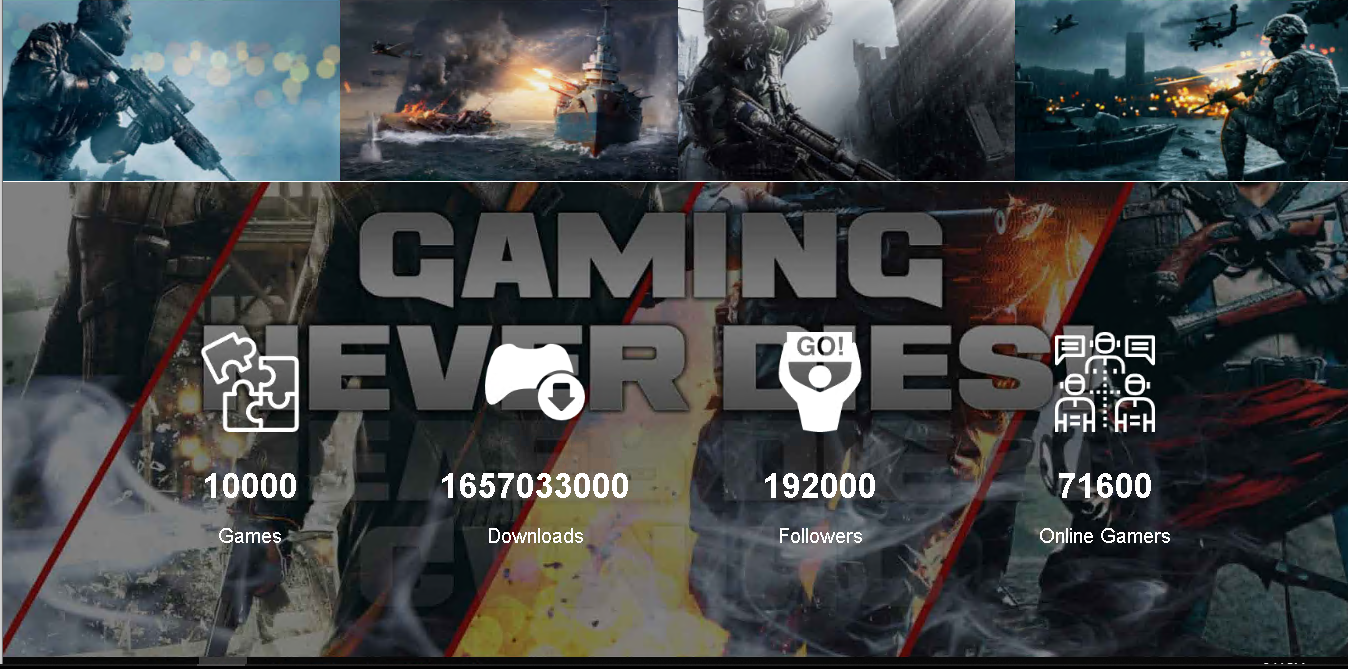 GAMING
NEVER DIES
GO!
10000
1657033000
192000
71600
Games
Downloads
Followers
Online Gamers